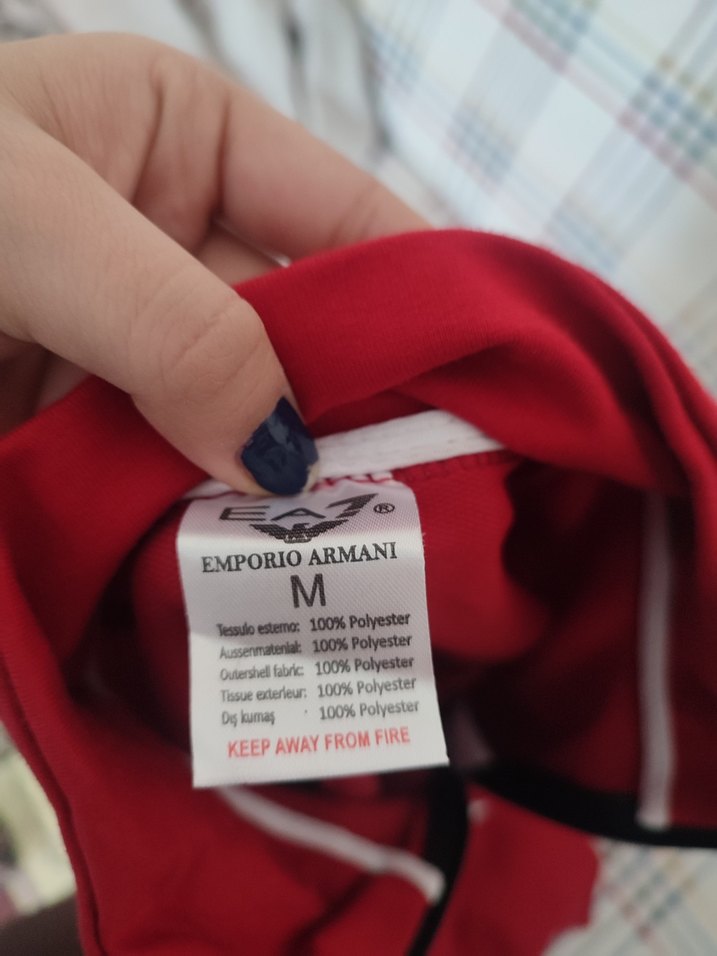 EA7®
EMPORIO ARMANI
M
Tessulo esterno: 100% Polyester
Aussenmaterial: 100% Polyester
Outershell fabric: 100% Polyester
Tissue exterleur: 100% Polyester
Dış kumaş : 100% Polyester
KEEP AWAY FROM FIRE